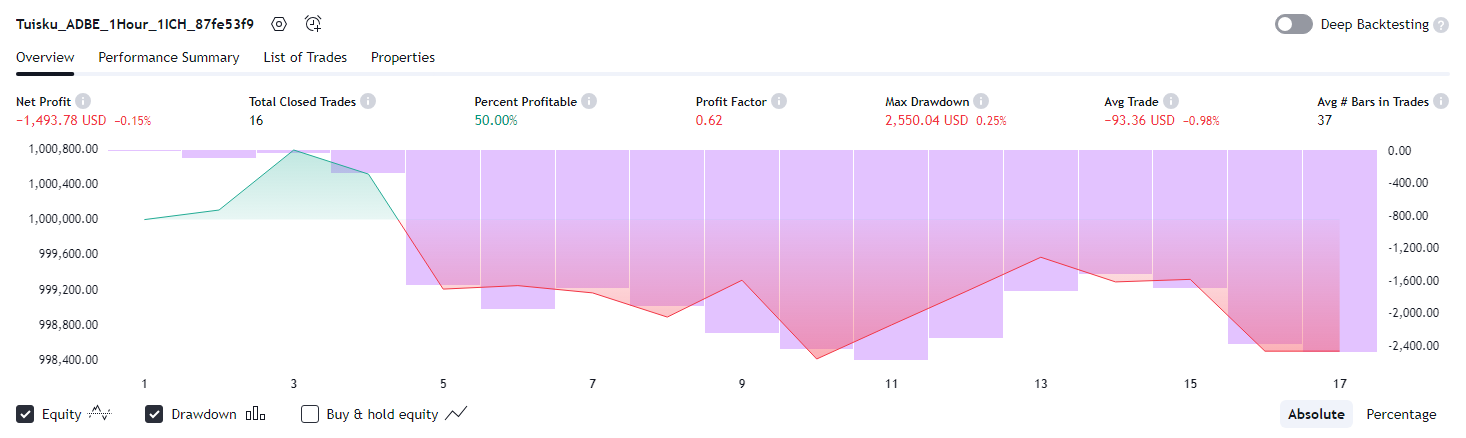 Tuisku_ADBE_1Hour_1ICH_87fe53f9 Deep Backtesting
Overview Performance Summary List of Trades Properties
Net Profit Total Closed Trades Percent Profitable Profit Factor Max Drawdown Avg Trade Avg # Bars in Trades
−1,493.78 USD −0.15% 16 50.00% 0.62 2,550.04 USD 0.25% −93.36 USD −0.98% 37
1,000,800.00 0.00
1,000,400.00 -400.00
1,000,000.00 -800.00
999,600.00 -1,200.00
999,200.00 -1,600.00
998,800.00 -2,000.00
998,400.00 -2,400.00
1 3 5 7 9 11 13 15 17
Equity Drawdown Buy & hold equity Absolute Percentage